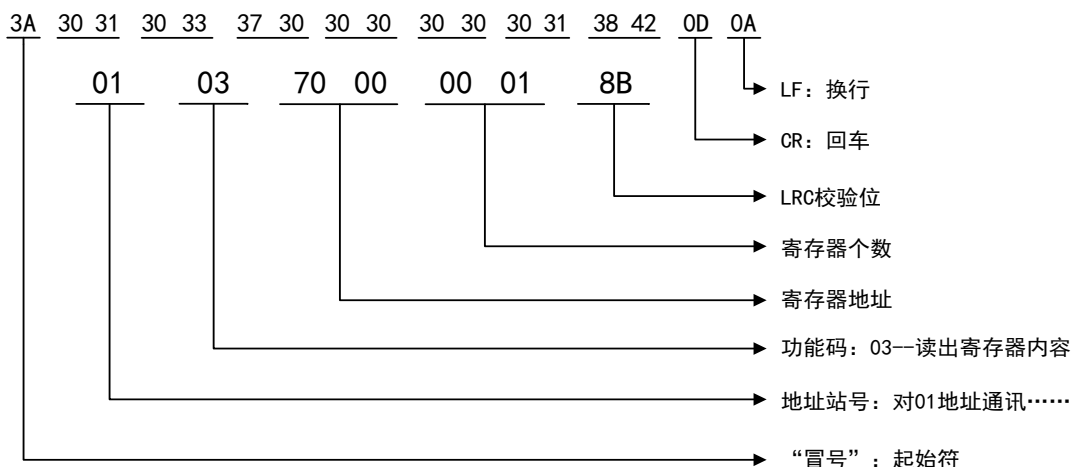 3A 30 31 30 33 37 30 30 30 30 30 30 31 38 42 0D 0A
01 03 70 00 00 01 8B
LF：换行
CR：回车
LRC校验位
寄存器个数
寄存器地址
功能码：03--读出寄存器内容
地址站号：对01地址通讯……
“冒号”：起始符